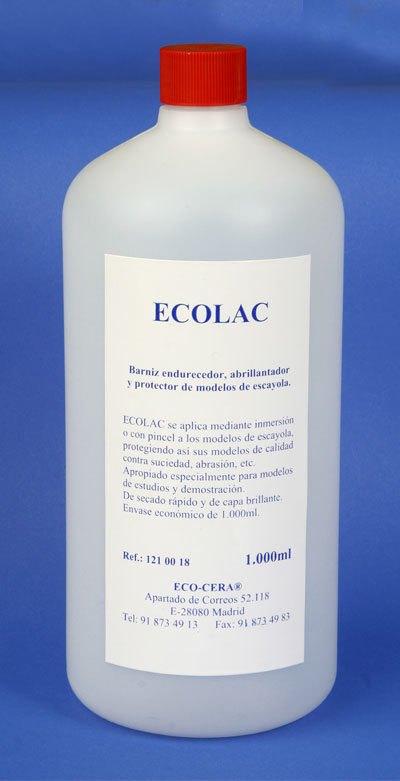 ECOLAC
Barniz endurecedor, abrillantador
y protector de modelos de escayola.
ECOLAC se aplica mediante inmersión
o con pincel a los modelos de escayola,
protegiendo asi sus modelos de calidad
contra suciedad, abrasión, etc.
Apropiado especialmente para modelos
de estudios y demostración.
De secado rápido y de capa brillante.
Envase económico de 1.000ml.
Ref.: 121 00 18 1.000ml
ECO-CERA®
Apartado de Correos 52.118
E-28080 Madrid
Tel: 91 873 49 13 Fax: 91 873 49 83